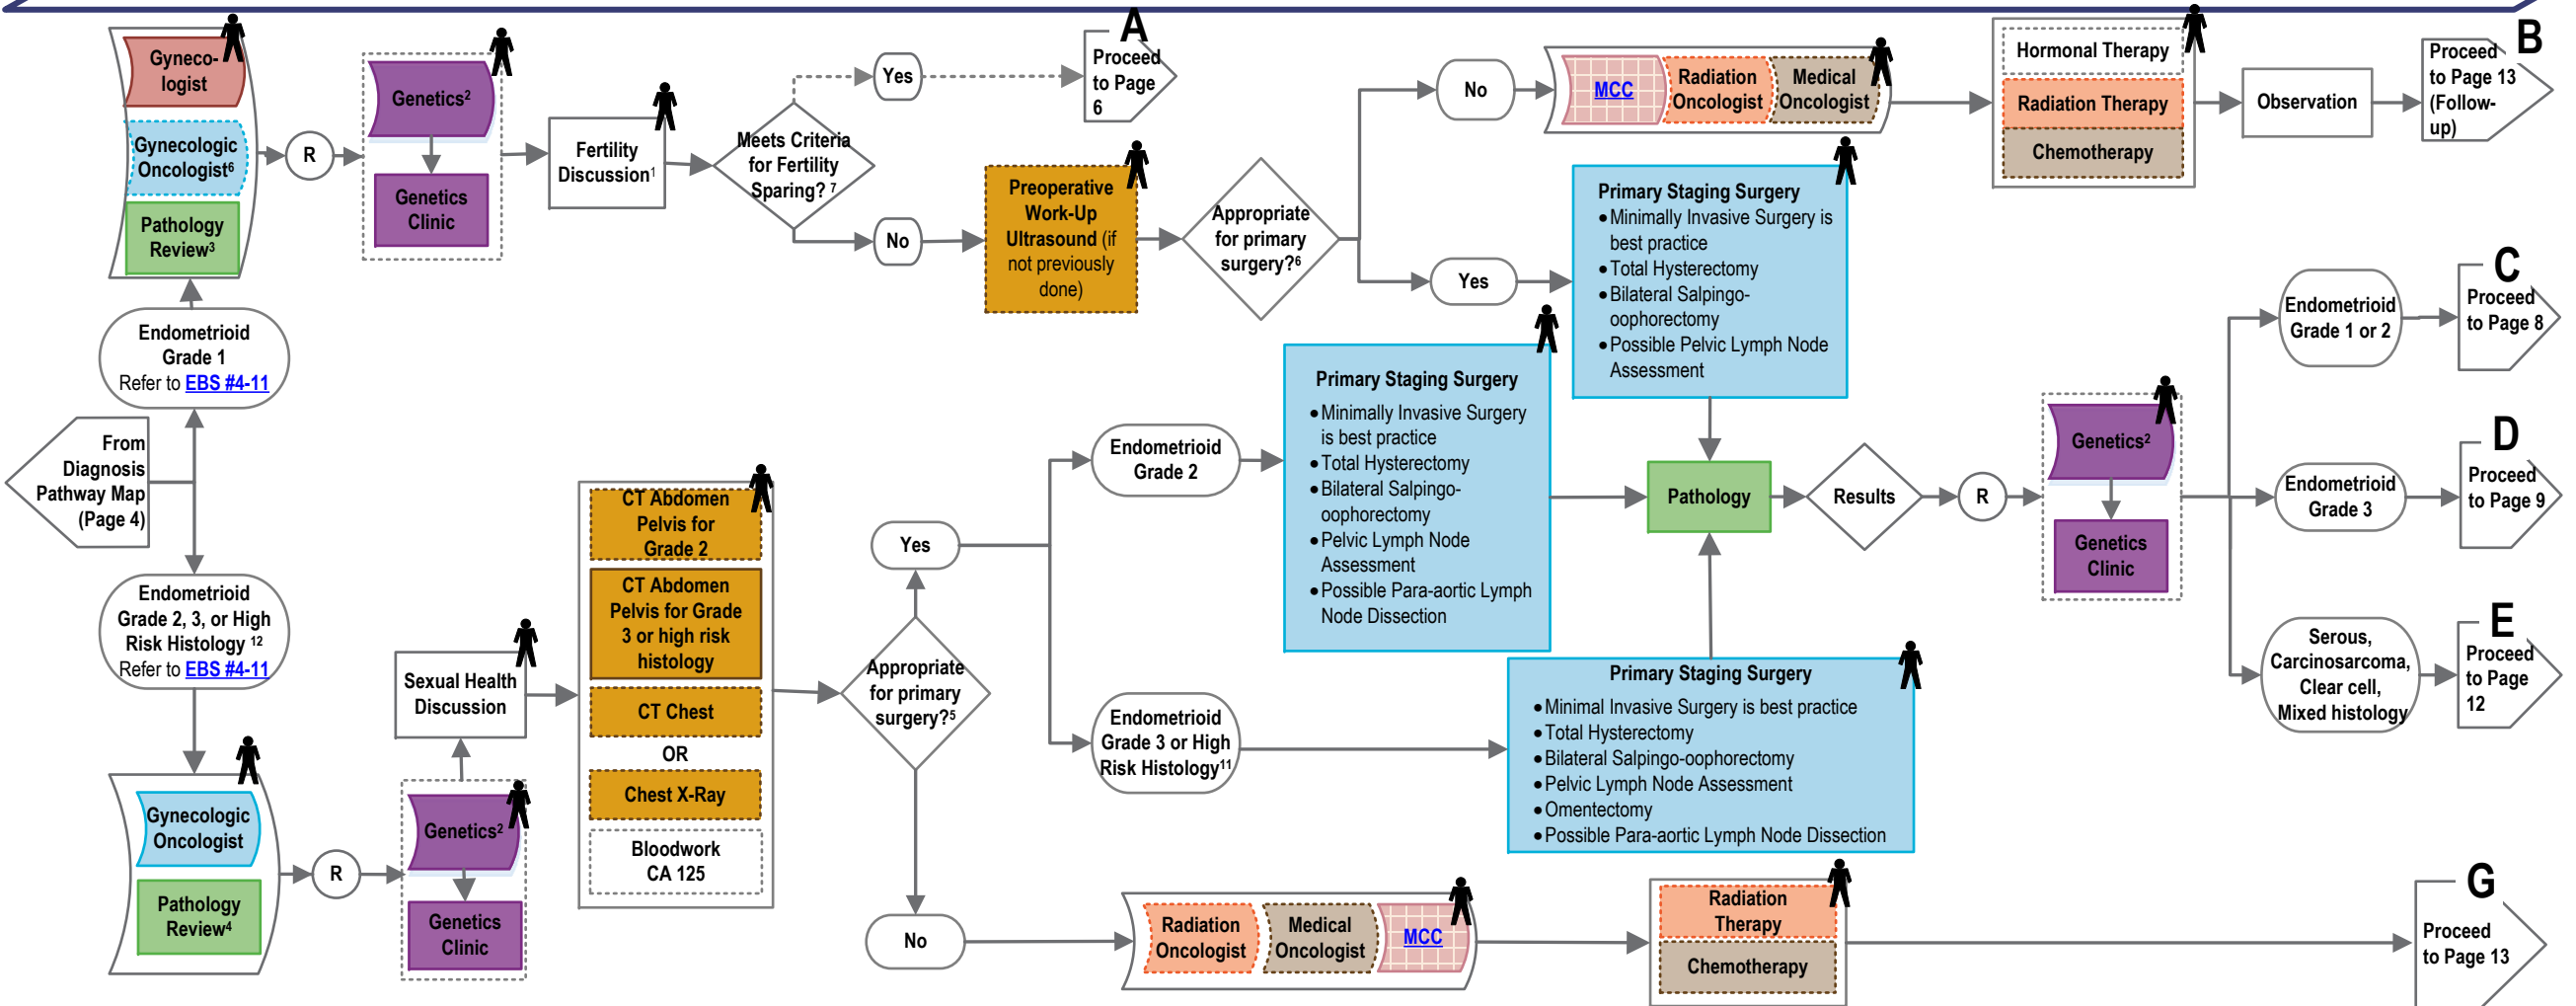 Gyneco-
logist
Gynecologic
Oncologist6
Pathology
Review3
R
Genetics2
Genetics
Clinic
Fertility
Discussion1
Meets Criteria
for Fertility
Sparing? 7
Yes
A
Proceed
to Page
6
No
Preoperative
Work-Up
Ultrasound (if
not previously
done)
Appropriate
for primary
surgery?6
No
MCC
Radiation
Oncologist
Medical
Oncologist
Hormonal Therapy
Radiation Therapy
Chemotherapy
Observation
B
Proceed
to Page 13
(Follow-
up)
Yes
Primary Staging Surgery
• Minimally Invasive Surgery is
best practice
• Total Hysterectomy
• Bilateral Salpingo-
oophorectomy
• Possible Pelvic Lymph Node
Assessment
Endometrioid
Grade 1
Refer to EBS #4-11
From
Diagnosis
Pathway Map
(Page 4)
Endometrioid
Grade 2, 3, or High
Risk Histology 12
Refer to EBS #4-11
Gynecologic
Oncologist
Pathology
Review4
R
Genetics2
Genetics
Clinic
Sexual Health
Discussion
CT Abdomen
Pelvis for
Grade 2
CT Abdomen
Pelvis for Grade
3 or high risk
histology
CT Chest
OR
Chest X-Ray
Bloodwork
CA 125
Appropriate
for primary
surgery?5
Yes
Endometrioid
Grade 2
Primary Staging Surgery
• Minimally Invasive Surgery
is best practice
• Total Hysterectomy
• Bilateral Salpingo-
oophorectomy
• Pelvic Lymph Node
Assessment
• Possible Para-aortic Lymph
Node Dissection
Endometrioid
Grade 3 or High
Risk Histology11
Primary Staging Surgery
• Minimal Invasive Surgery is best practice
• Total Hysterectomy
• Bilateral Salpingo-oophorectomy
• Pelvic Lymph Node Assessment
• Omentectomy
• Possible Para-aortic Lymph Node Dissection
Pathology
Results
R
Genetics2
Genetics
Clinic
Endometrioid
Grade 1 or 2
C
Proceed
to Page 8
Endometrioid
Grade 3
D
Proceed
to Page 9
Serous,
Carcinosarcoma,
Clear cell,
Mixed histology
E
Proceed
to Page
12
No
Radiation
Oncologist
Medical
Oncologist
MCC
Radiation
Therapy
Chemotherapy
G
Proceed
to Page 13